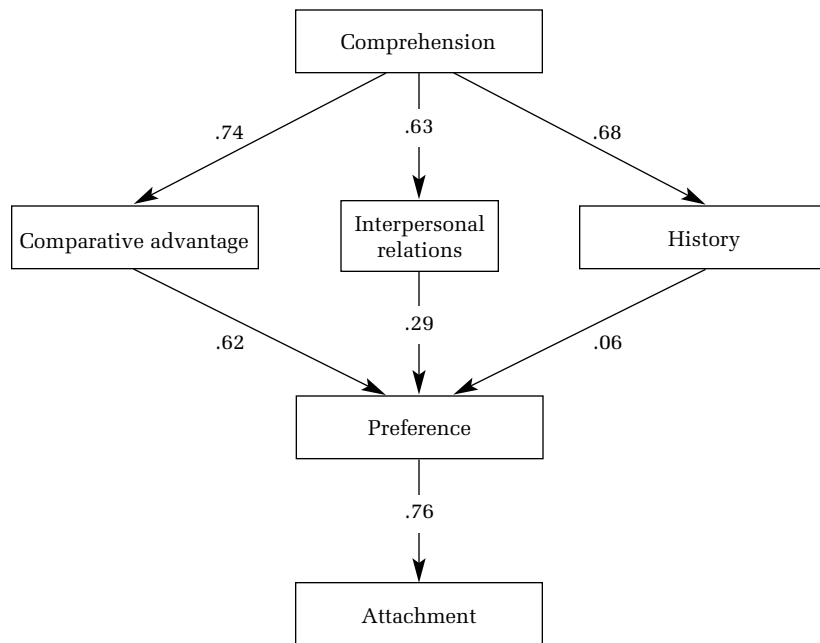 Comprehension
.74
.63
.68
Comparative advantage
Interpersonal
relations
History
.62
.29
.06
Preference
.76
Attachment